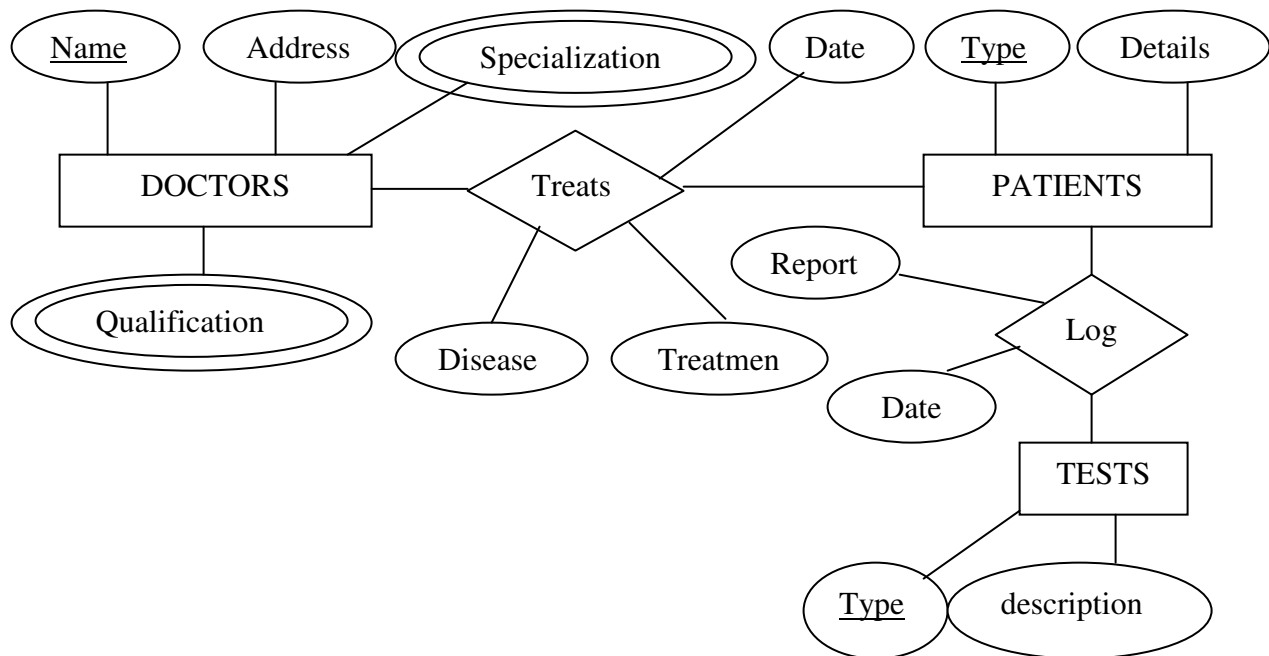 Name
Address
Specialization
Date
Type
Details
DOCTORS
Treats
PATIENTS
Report
Qualification
Log
Disease
Treatmen
Date
TESTS
Type
description